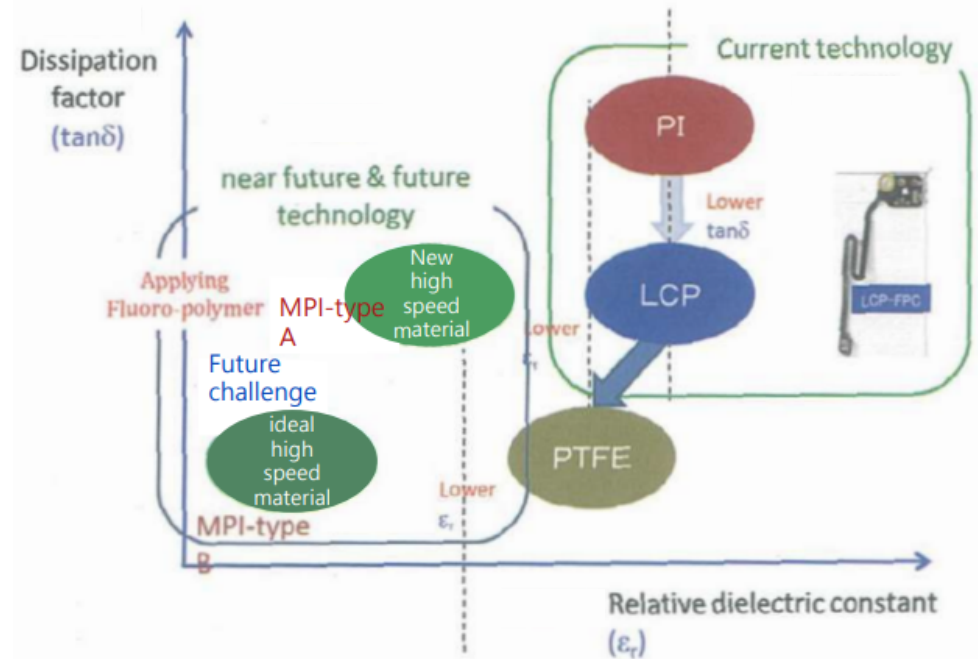 Dissipation
factor
(tanδ)
Current technology
PI
near future & future
technology
Lower
tanδ
New
high
speed
material
Applying
Fluoro-polymer
MPI-type
A
LCP
LCP-FPC
Lower
εr
Future
challenge
ideal
high
speed
material
PTFE
Lower
εr
MPI-type
B
Relative dielectric constant
(εr)